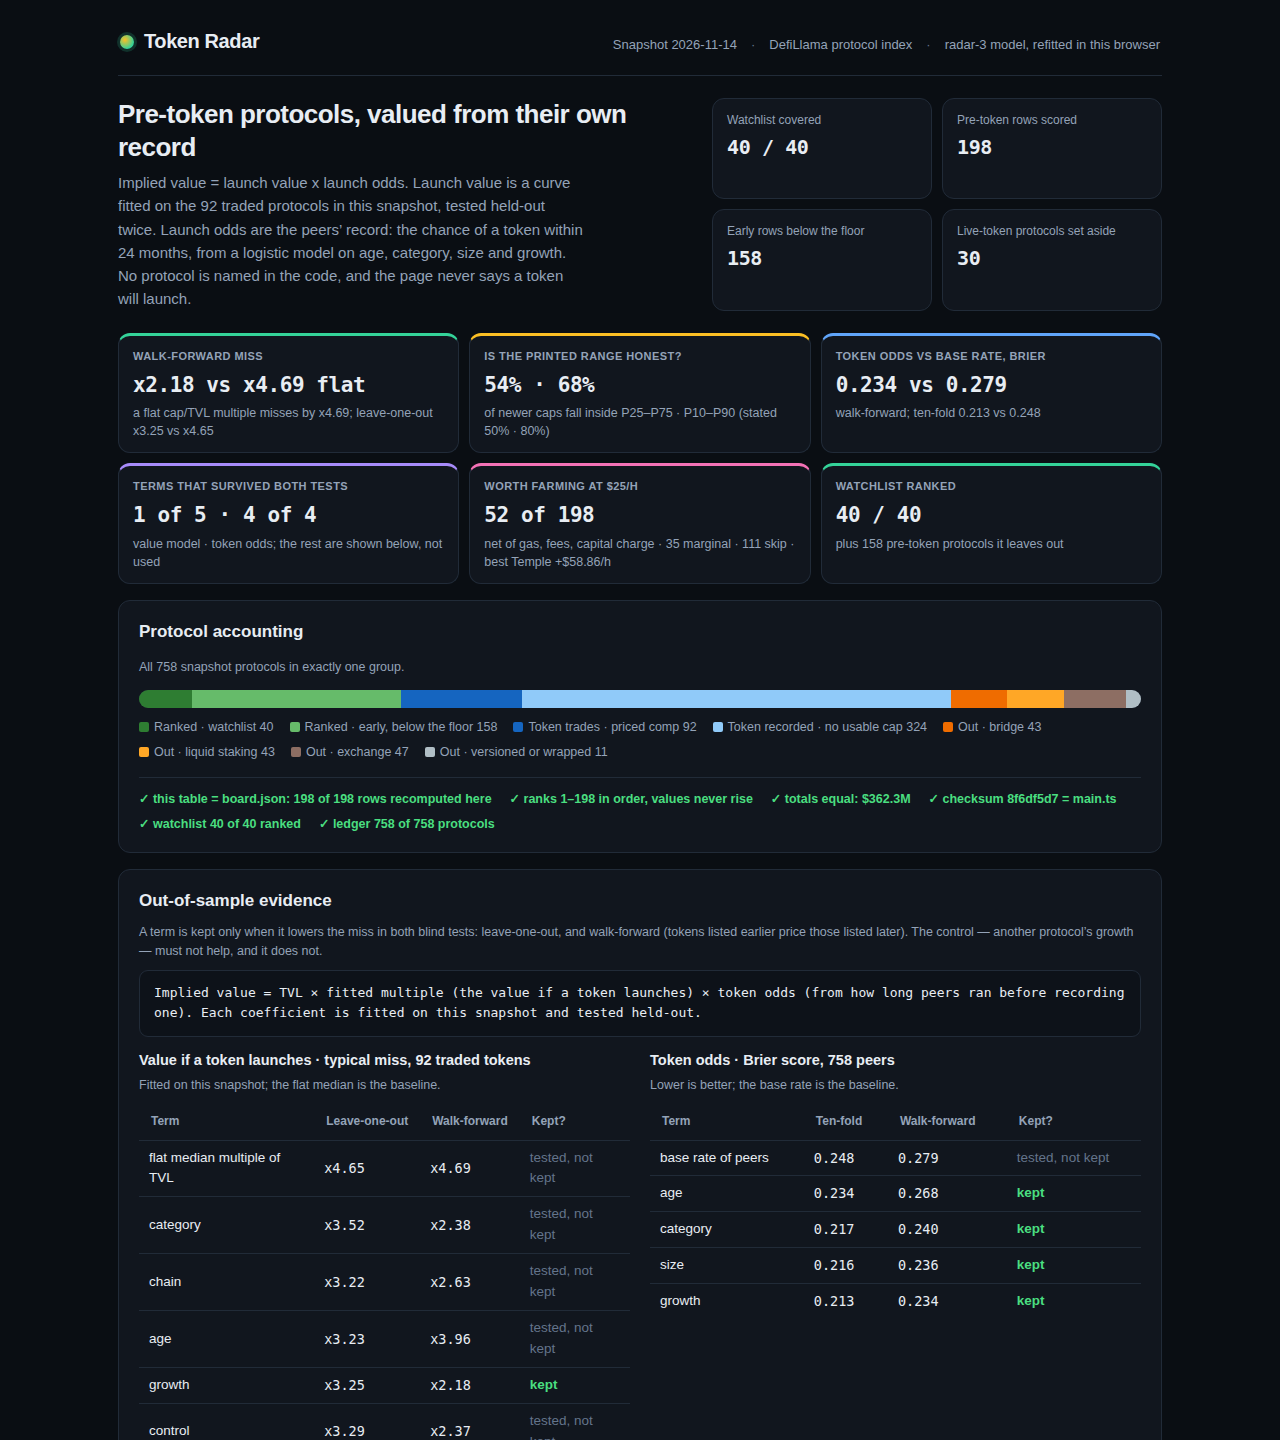 Token Radar
Snapshot 2026-11-14 · DefiLlama protocol index · radar-3 model, refitted in this browser
Pre-token protocols, valued from their own
record
Implied value = launch value x launch odds. Launch value is a curve
fitted on the 92 traded protocols in this snapshot, tested held-out
twice. Launch odds are the peers' record: the chance of a token within
24 months, from a logistic model on age, category, size and growth.
No protocol is named in the code, and the page never says a token
will launch.
Watchlist covered
40 / 40
Pre-token rows scored
198
Early rows below the floor
158
Live-token protocols set aside
30
WALK-FORWARD MISS
x2.18 vs x4.69 flat
a flat cap/TVL multiple misses by x4.69; leave-one-out
x3.25 vs x4.65
IS THE PRINTED RANGE HONEST?
54% · 68%
of newer caps fall inside P25–P75 · P10–P90 (stated
50% · 80%)
TOKEN ODDS VS BASE RATE, BRIER
0.234 vs 0.279
walk-forward; ten-fold 0.213 vs 0.248
TERMS THAT SURVIVED BOTH TESTS
1 of 5 · 4 of 4
value model · token odds; the rest are shown below, not
used
WORTH FARMING AT $25/H
52 of 198
net of gas, fees, capital charge · 35 marginal · 111 skip ·
best Temple +$58.86/h
WATCHLIST RANKED
40 / 40
plus 158 pre-token protocols it leaves out
Protocol accounting
All 758 snapshot protocols in exactly one group.
Ranked · watchlist 40 Ranked · early, below the floor 158 Token trades · priced comp 92 Token recorded · no usable cap 324 Out · bridge 43
Out · liquid staking 43 Out · exchange 47 Out · versioned or wrapped 11
✓ this table = board.json: 198 of 198 rows recomputed here ✓ ranks 1–198 in order, values never rise ✓ totals equal: $362.3M ✓ checksum 8f6df5d7 = main.ts
✓ watchlist 40 of 40 ranked ✓ ledger 758 of 758 protocols
Out-of-sample evidence
A term is kept only when it lowers the miss in both blind tests: leave-one-out, and walk-forward (tokens listed earlier price those listed later). The control — another protocol's growth
— must not help, and it does not.
Implied value = TVL × fitted multiple (the value if a token launches) × token odds (from how long peers ran before recording
one). Each coefficient is fitted on this snapshot and tested held-out.
Value if a token launches · typical miss, 92 traded tokens
Fitted on this snapshot; the flat median is the baseline.
Term Leave-one-out Walk-forward Kept?
flat median multiple of
TVL x4.65 x4.69 tested, not
kept
category x3.52 x2.38 tested, not
kept
chain x3.22 x2.63 tested, not
kept
age x3.23 x3.96 tested, not
kept
growth x3.25 x2.18 kept
control x3.29 x2.37 tested, not
kept
Token odds · Brier score, 758 peers
Lower is better; the base rate is the baseline.
Term Ten-fold Walk-forward Kept?
base rate of peers 0.248 0.279 tested, not kept
age 0.234 0.268 kept
category 0.217 0.240 kept
size 0.216 0.236 kept
growth 0.213 0.234 kept